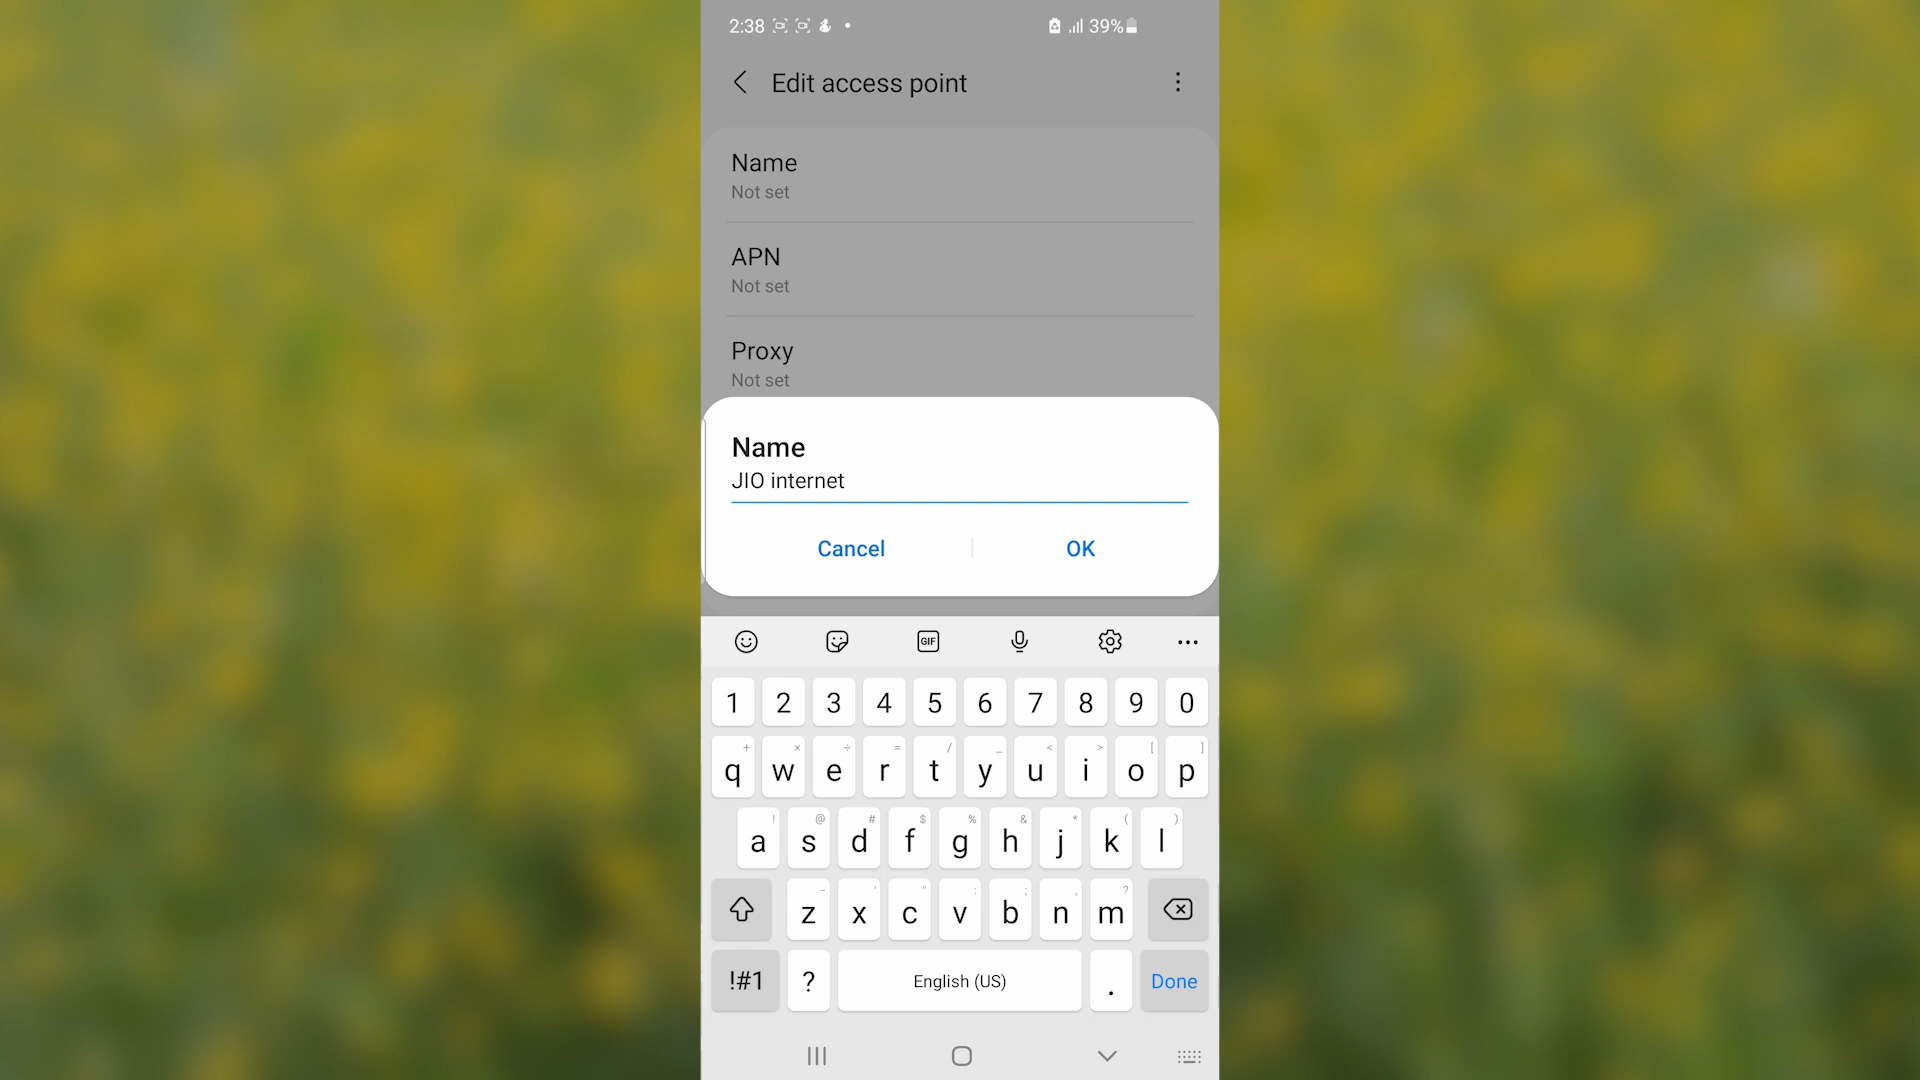 2:38 39%
Edit access point
Name
Not set
APN
Not set
Proxy
Not set
Name
JIO internet
Cancel OK
GIF
1 2 3 4 5 6 7 8 9 0
+ × ÷ = / _ < > [ ]
q w e r t y u i o p
! @ # $ % & * ( )
a s d f g h j k l
- ' " : ; , ?
z x c v b n m
!#1 ? English (US) . Done